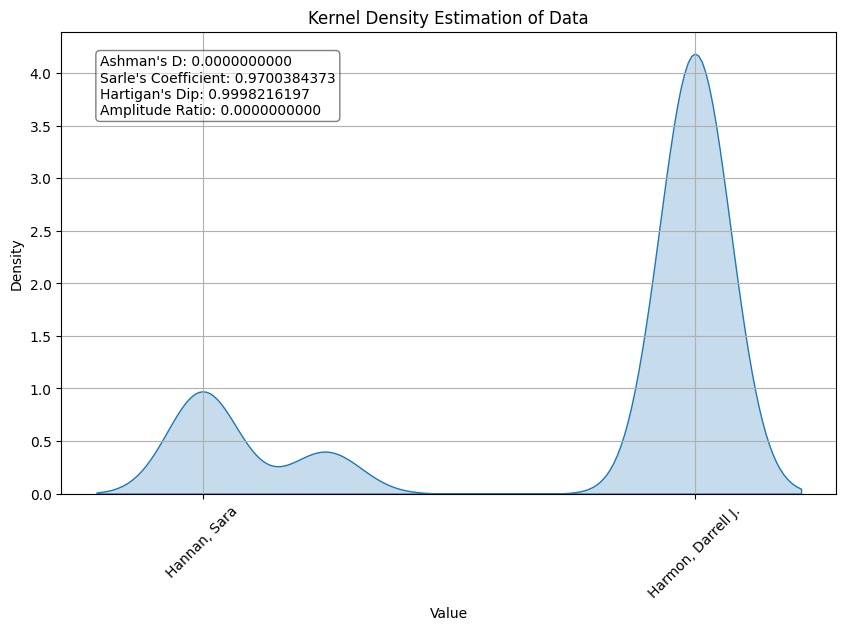 Kernel Density Estimation of Data
Ashman's D: 0.0000000000
Sarle's Coefficient: 0.9700384373
Hartigan's Dip: 0.9998216197
Amplitude Ratio: 0.0000000000
4.0
3.5
3.0
2.5
2.0
1.5
1.0
0.5
0.0
Density
Hannan, Sara
Harmon, Darrell J.
Value